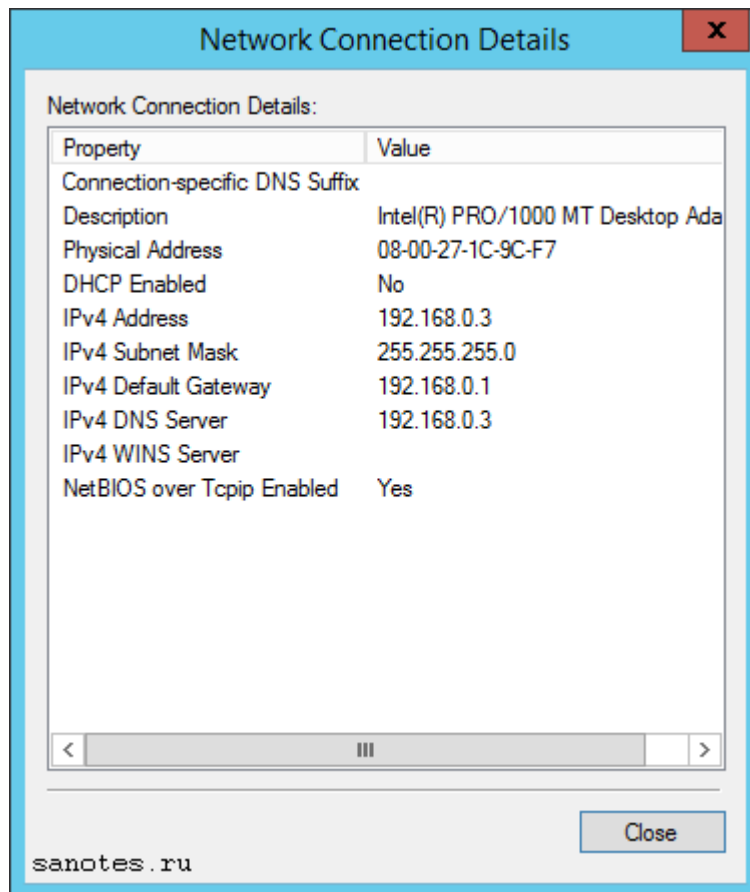 Network Connection Details
x
Network Connection Details:
Property Value
Connection-specific DNS Suffix
Description Intel(R) PRO/1000 MT Desktop Ada
Physical Address 08-00-27-1C-9C-F7
DHCP Enabled No
IPv4 Address 192.168.0.3
IPv4 Subnet Mask 255.255.255.0
IPv4 Default Gateway 192.168.0.1
IPv4 DNS Server 192.168.0.3
IPv4 WINS Server
NetBIOS over Tcpip Enabled Yes
Close
sanotes.ru